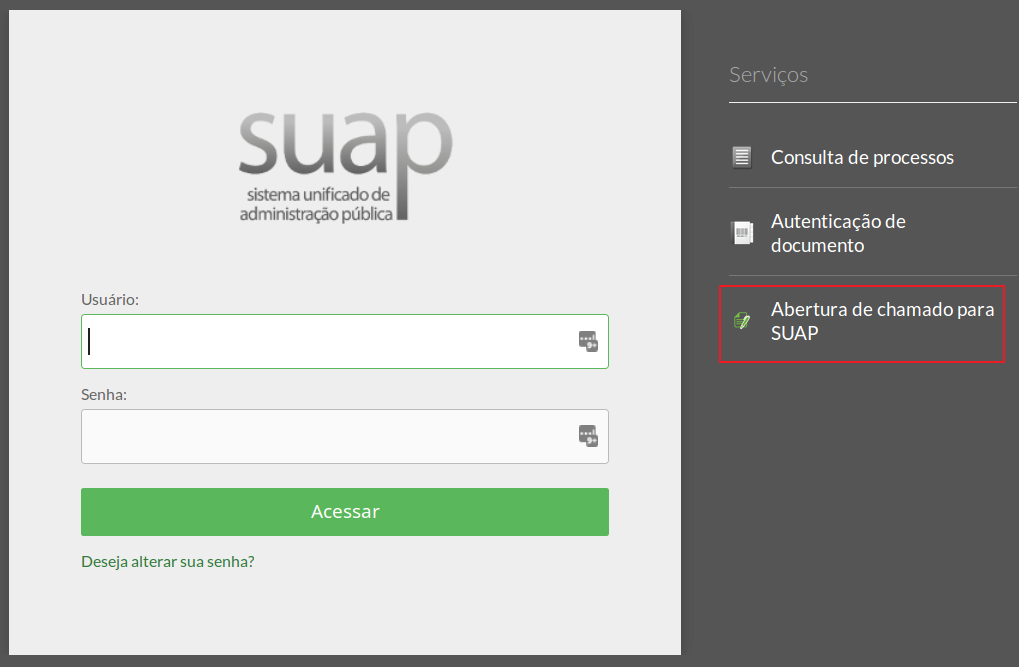 suap
sistema unificado de
administração pública
Usuário:
Senha:
Acessar
Deseja alterar sua senha?
Serviços
Consulta de processos
Autenticação de
documento
Abertura de chamado para
SUAP